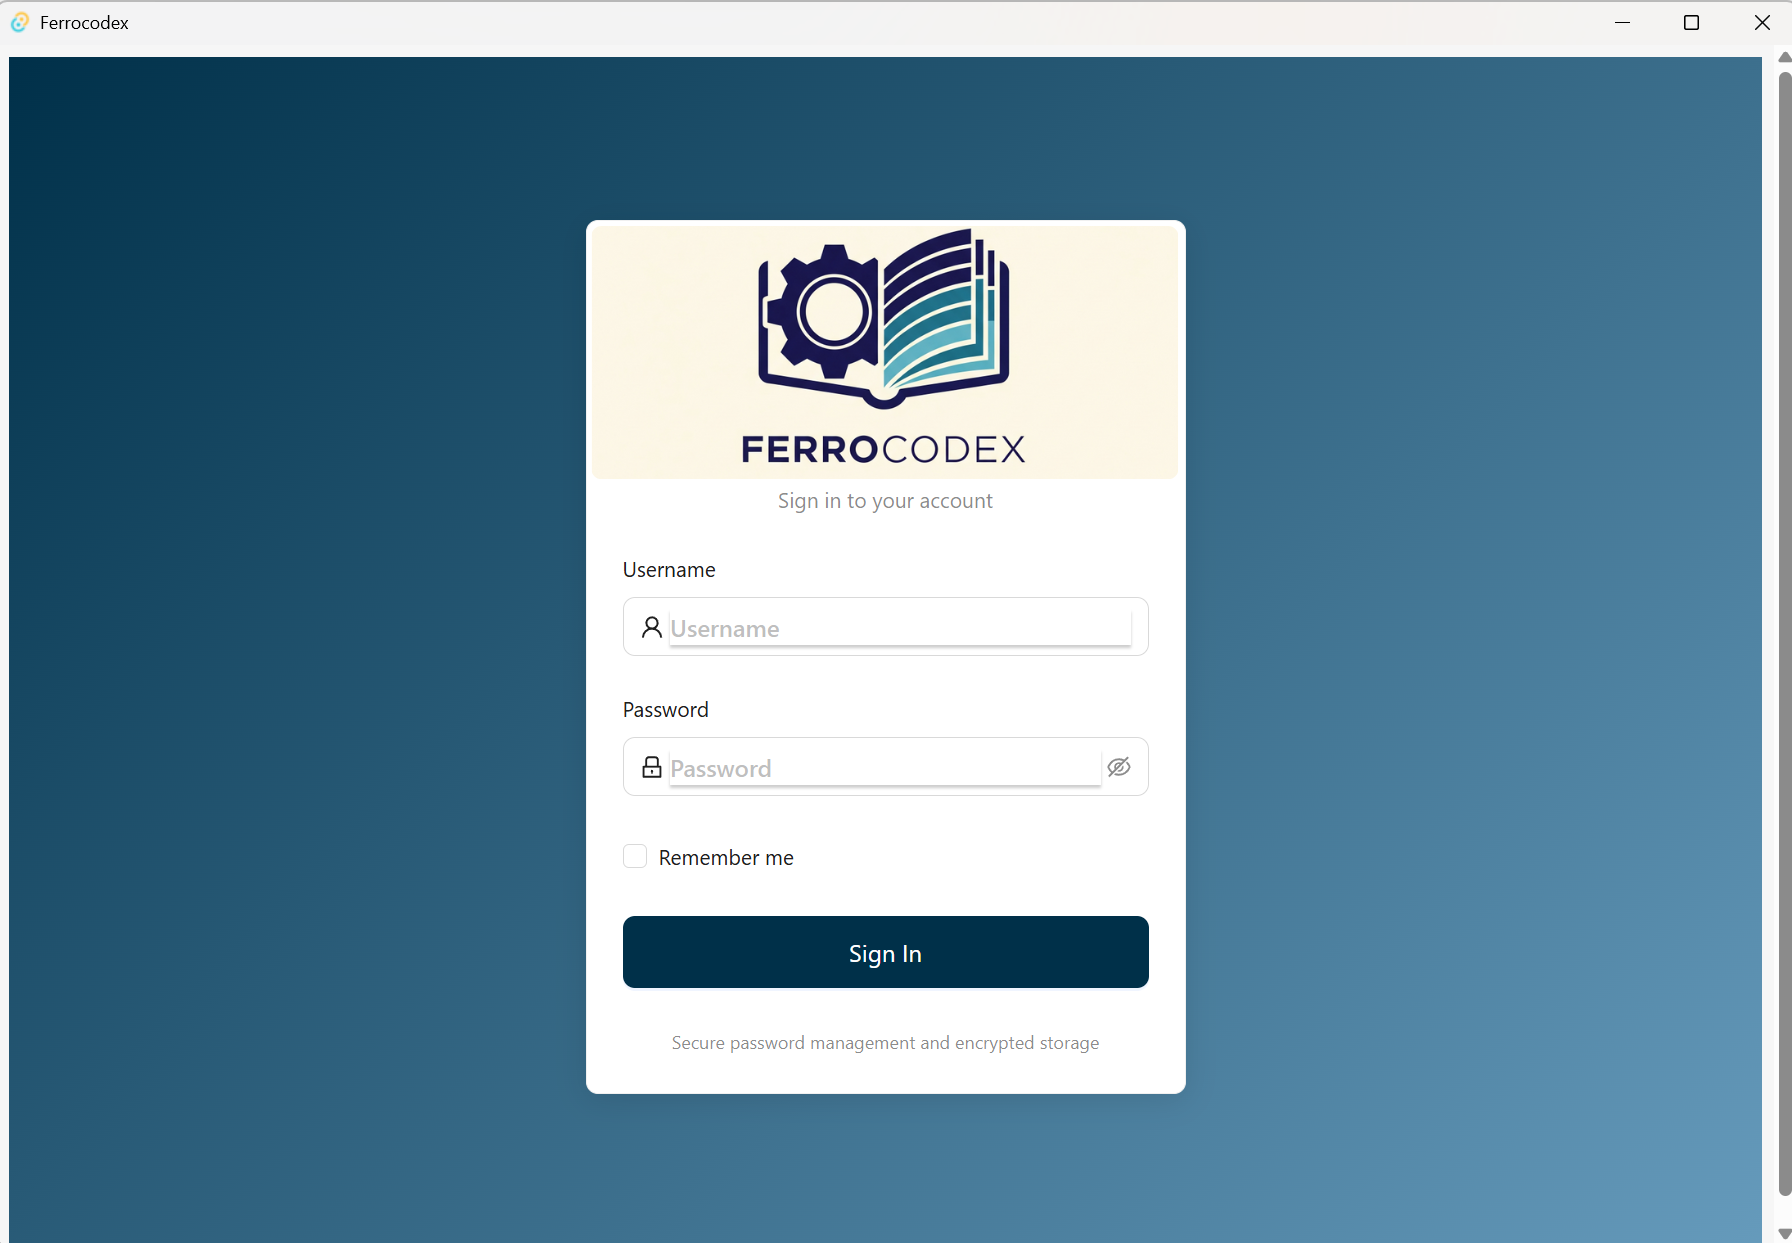 Ferrocodex
FERROCODEX
Sign in to your account
Username
Username
Password
Password
Remember me
Sign In
Secure password management and encrypted storage